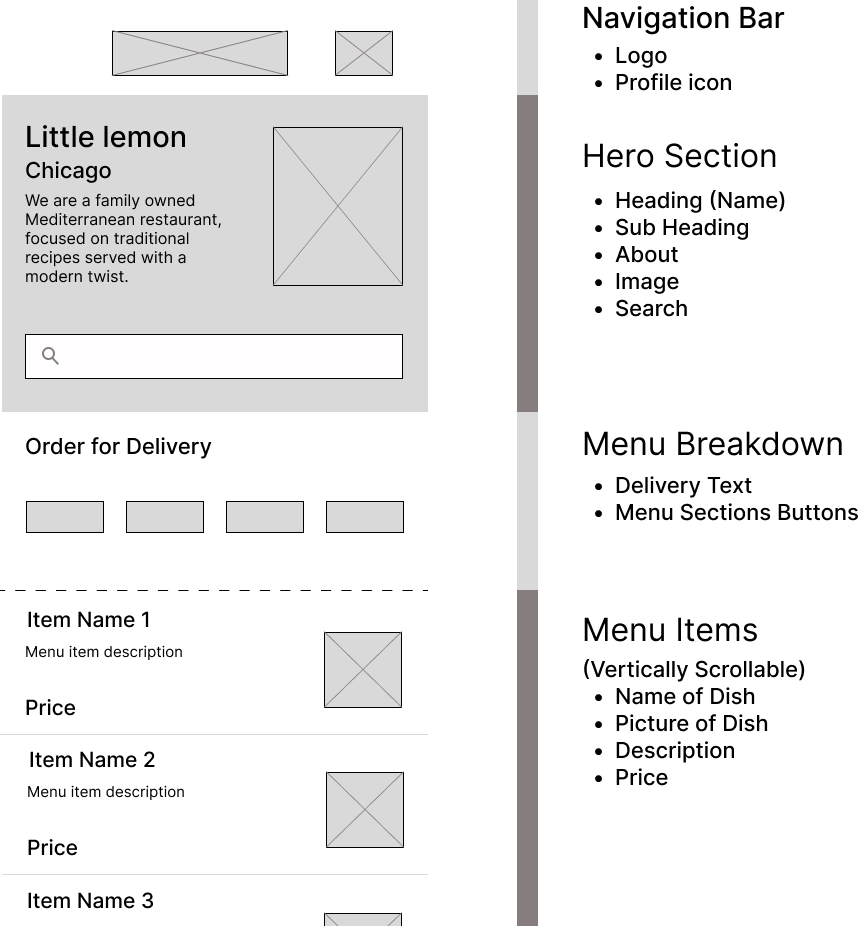 Little lemon
Chicago
We are a family owned
Mediterranean restaurant,
focused on traditional
recipes served with a
modern twist.
Order for Delivery
Item Name 1
Menu item description
Price
Item Name 2
Menu item description
Price
Item Name 3
Navigation Bar
• Logo
• Profile icon
Hero Section
• Heading (Name)
• Sub Heading
• About
• Image
• Search
Menu Breakdown
• Delivery Text
• Menu Sections Buttons
Menu Items
(Vertically Scrollable)
• Name of Dish
• Picture of Dish
• Description
• Price